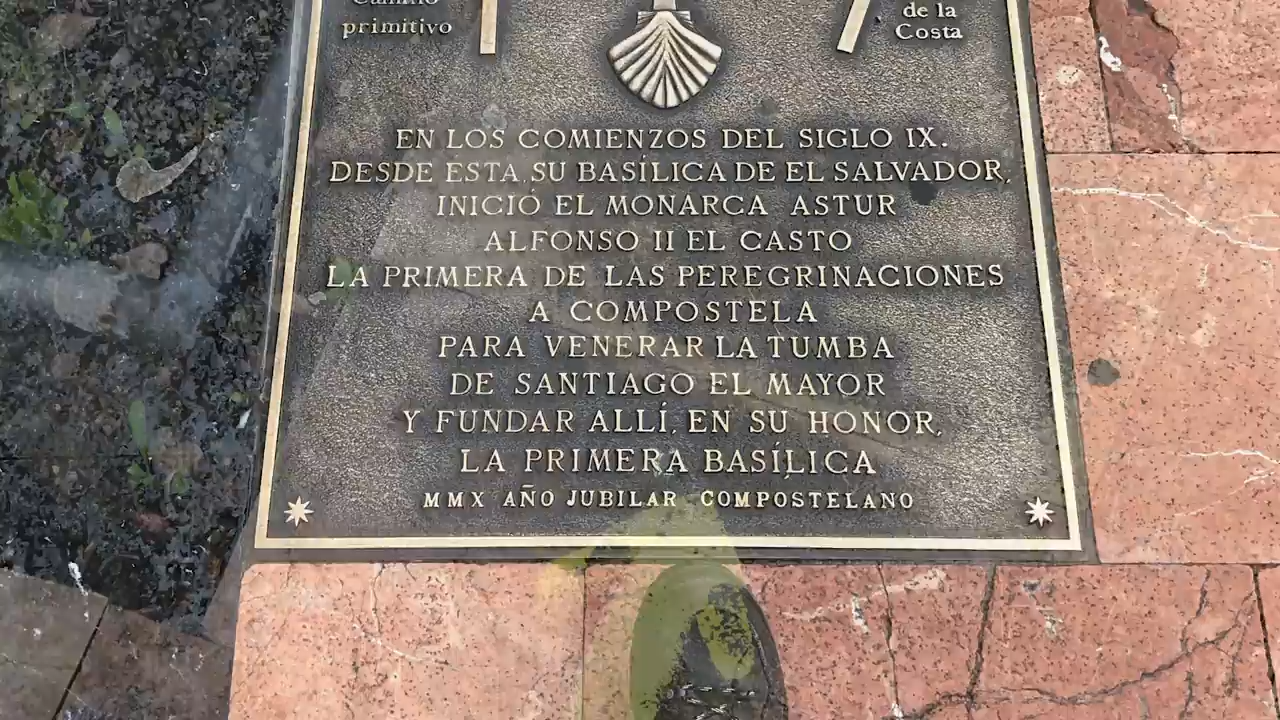 Camino
primitivo
de la
Costa
EN LOS COMIENZOS DEL SIGLO IX.
DESDE ESTA, SU BASÍLICA DE EL SALVADOR,
INICIÓ EL MONARCA ASTUR
ALFONSO II EL CASTO
LA PRIMERA DE LAS PEREGRINACIONES
A COMPOSTELA
PARA VENERAR LA TUMBA
DE SANTIAGO EL MAYOR
Y FUNDAR ALLÍ, EN SU HONOR,
LA PRIMERA BASÍLICA
MMX AÑO JUBILAR COMPOSTELANO